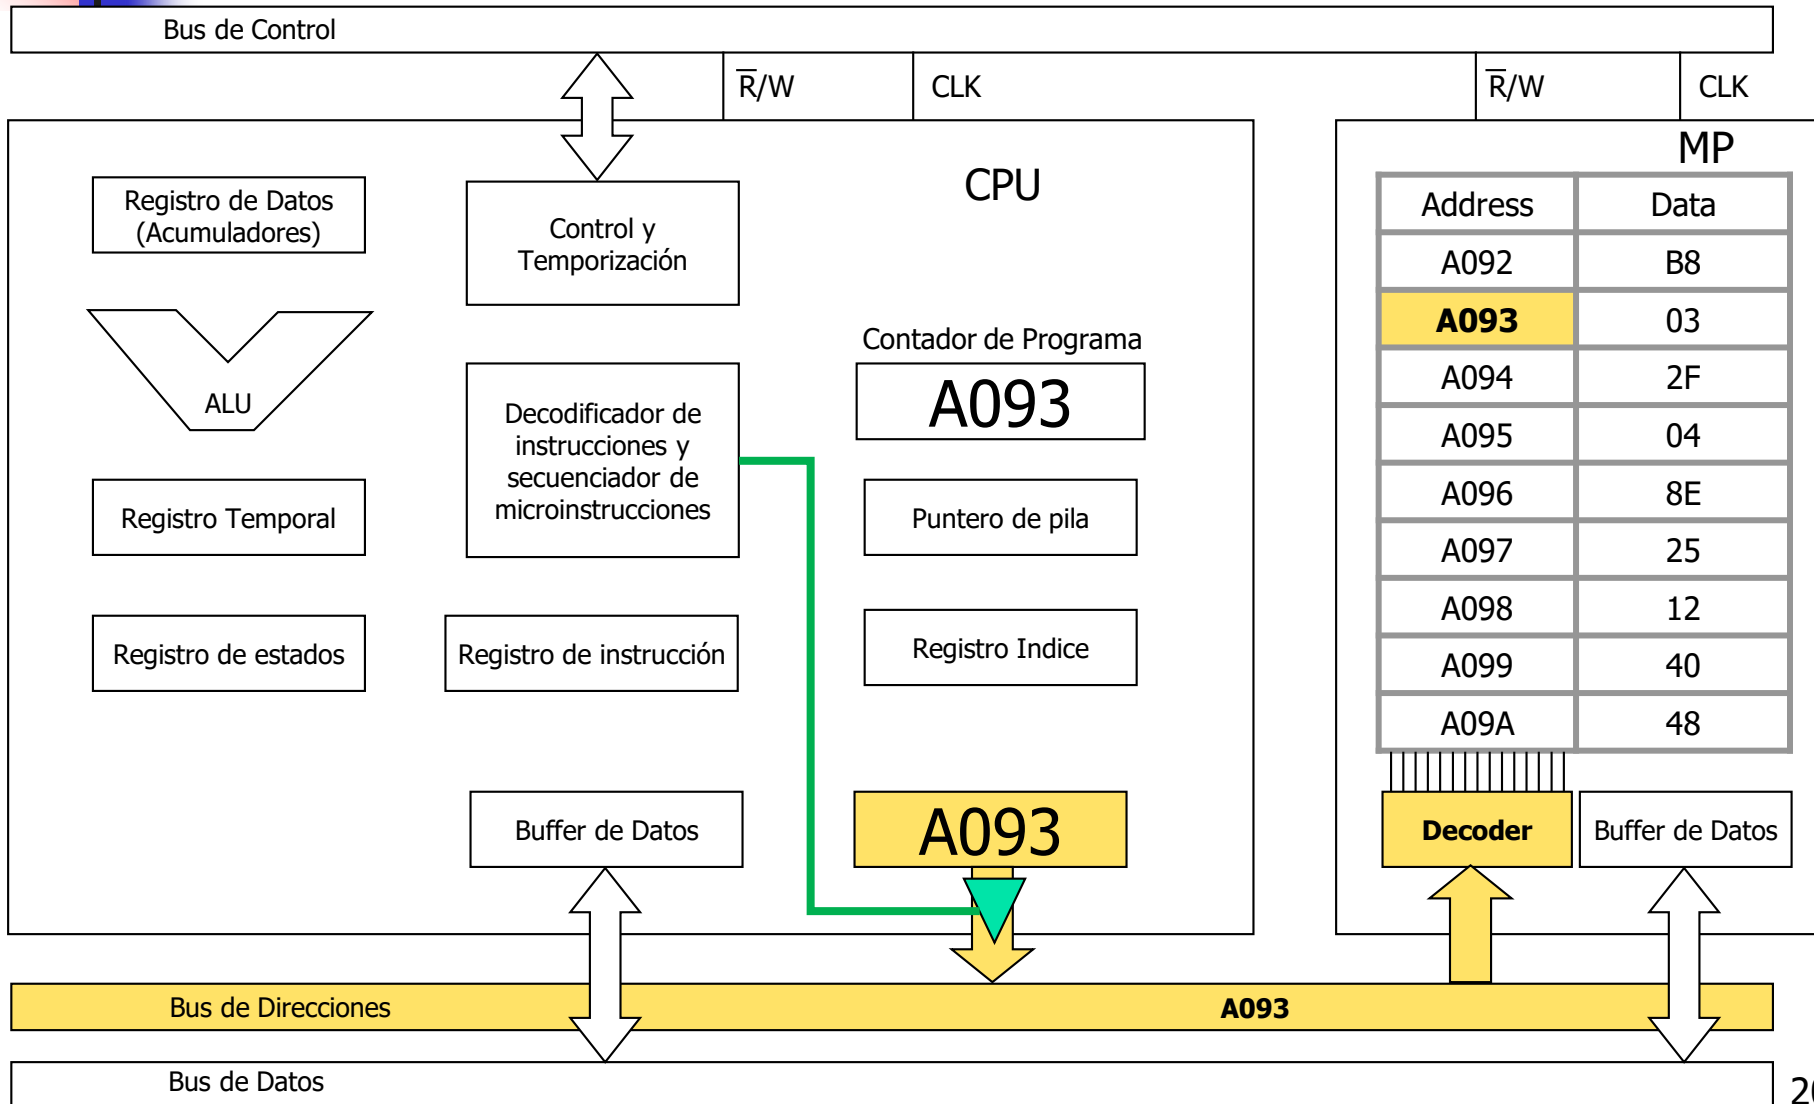 Bus de Control
R̅/W
CLK
R̅/W
CLK
CPU
Registro de Datos
(Acumuladores)
Control y
Temporización
ALU
Decodificador de
instrucciones y
secuenciador de
microinstrucciones
Contador de Programa
A093
Registro Temporal
Puntero de pila
Registro de estados
Registro de instrucción
Registro Indice
Buffer de Datos
A093
MP
Address Data
A092 B8
A093 03
A094 2F
A095 04
A096 8E
A097 25
A098 12
A099 40
A09A 48
Decoder
Buffer de Datos
Bus de Direcciones
A093
Bus de Datos